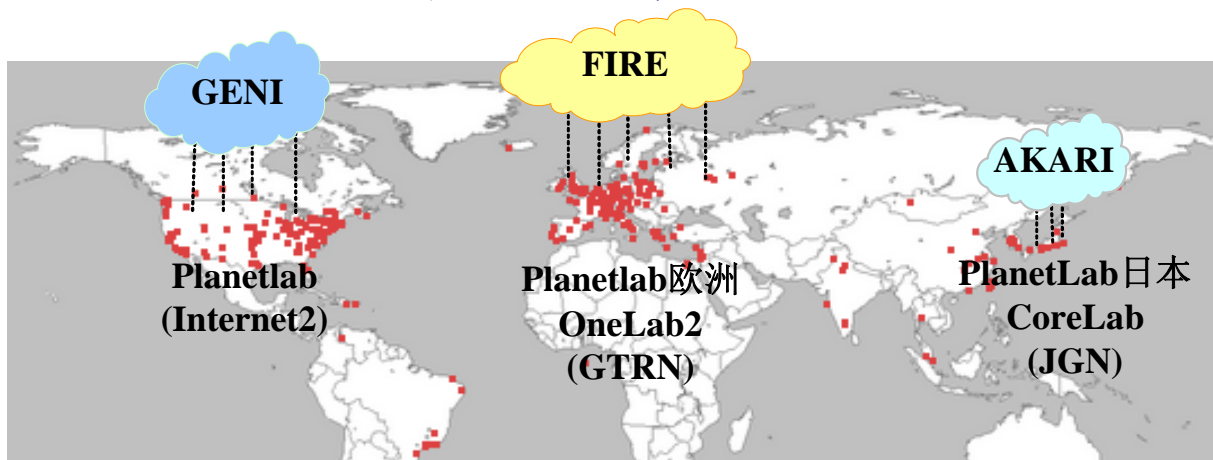 GENI
FIRE
AKARI
Planetlab
(Internet2)
Planetlab欧洲
OneLab2
(GTRN)
PlanetLab日本
CoreLab
(JGN)